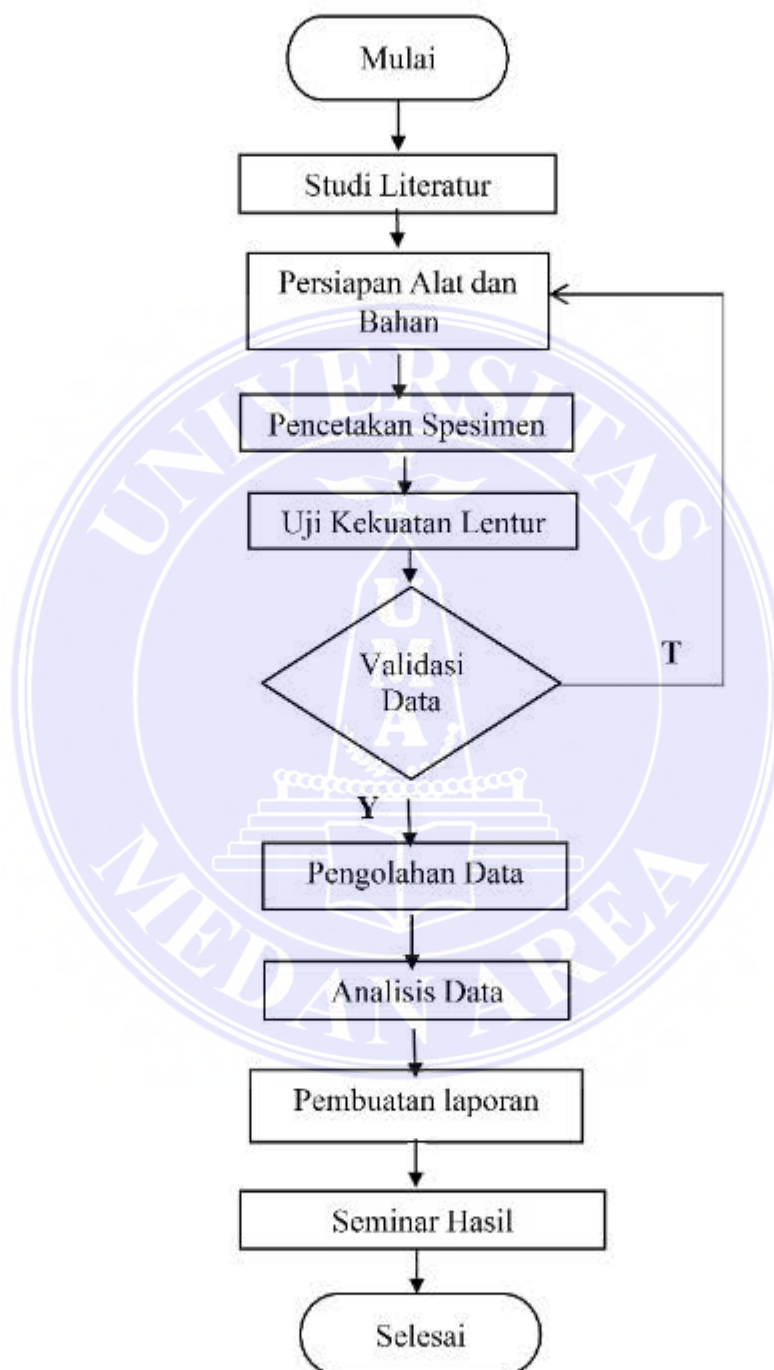 Mulai
Studi Literatur
Persiapan Alat dan
Bahan
Pencetakan Spesimen
Uji Kekuatan Lentur
Validasi
Data
T
Y
Pengolahan Data
Analisis Data
Pembuatan laporan
Seminar Hasil
Selesai
UNIVERSITAS
UMA
MEDAN AREA